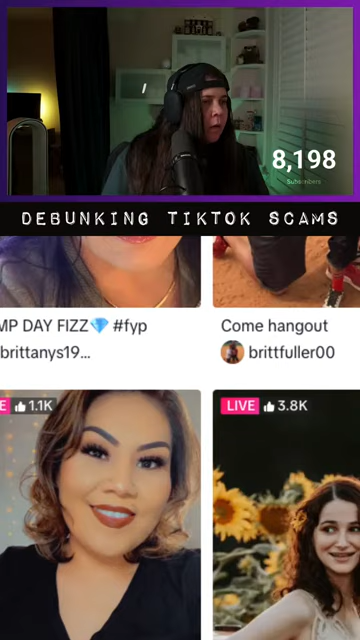 8,198
Subscribers
DEBUNKING TIKTOK SCAMS
MP DAY FIZZ💎 #fyp
Come hangout
brittanys19...
brittfuller00
E 👍 1.1K
LIVE 👍 3.8K